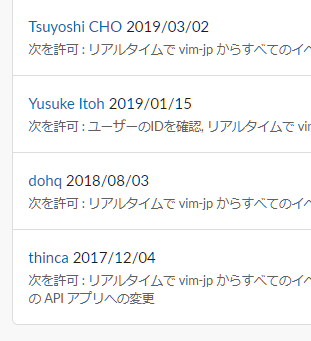 Tsuyoshi CHO 2019/03/02
次を許可 : リアルタイムで vim-jp からすべてのイベ
Yusuke Itoh 2019/01/15
次を許可 : ユーザーのIDを確認, リアルタイムで vim
dohq 2018/08/03
次を許可 : リアルタイムで vim-jp からすべてのイベ
thinca 2017/12/04
次を許可 : リアルタイムで vim-jp からすべてのイベ
の API アプリへの変更